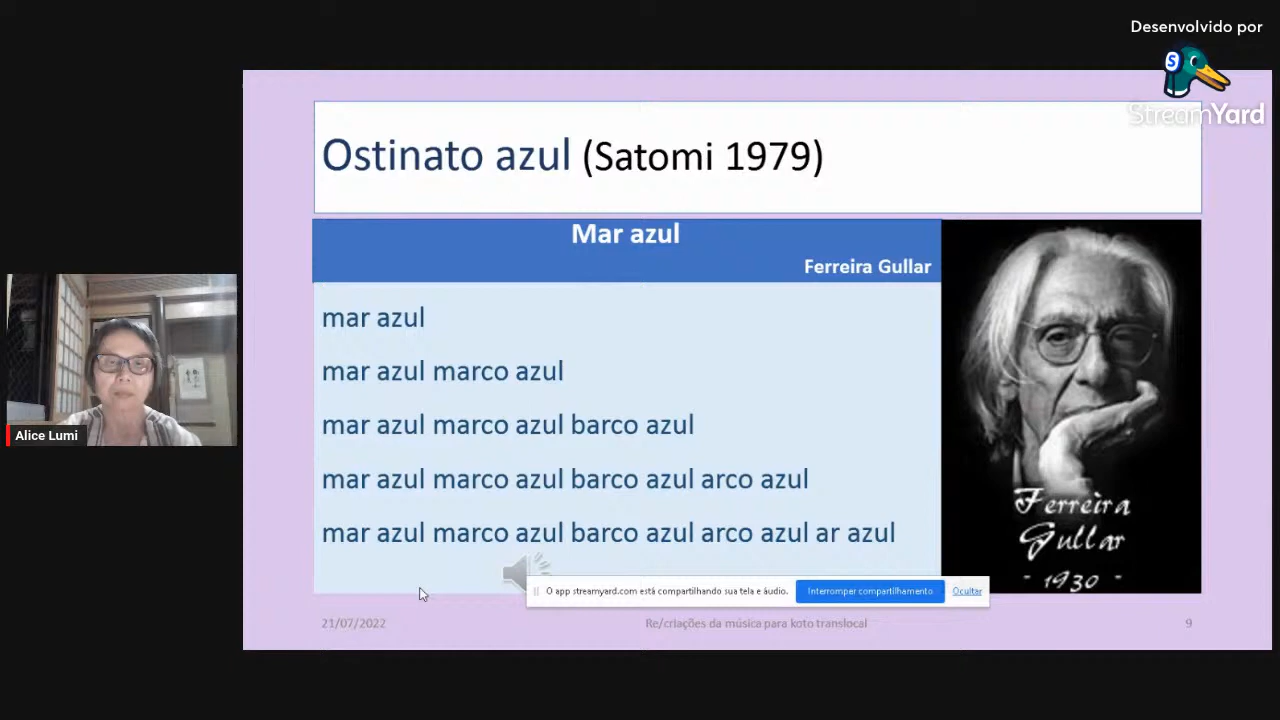 Desenvolvido por
StreamYard
Ostinato azul (Satomi 1979)
Mar azul
Ferreira Gullar
mar azul
mar azul marco azul
mar azul marco azul barco azul
mar azul marco azul barco azul arco azul
mar azul marco azul barco azul arco azul ar azul
Ferreira
Gullar
- 1930 -
Alice Lumi
O app streamyard.com está compartilhando sua tela e áudio.
Interromper compartilhamento
Ocultar
21/07/2022
Re/criações da música para koto translocal
9